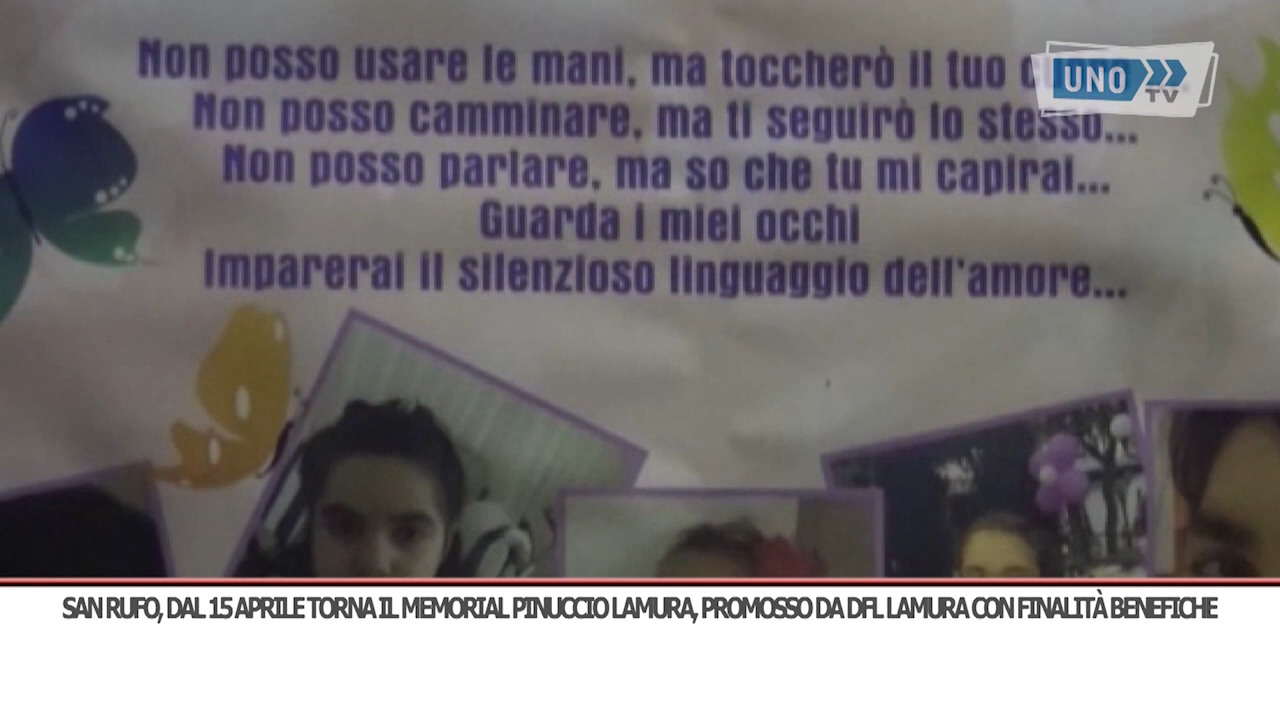 Non posso usare le mani, ma toccherò il tuo
UNO
TV
Non posso camminare, ma ti seguirò lo stesso...
Non posso parlare, ma so che tu mi capirai...
Guarda i miei occhi
Imparerai il silenzioso linguaggio dell'amore...
SAN RUFO, DAL 15 APRILE TORNA IL MEMORIAL PINUCCIO LAMURA, PROMOSSO DA DFL LAMURA CON FINALITÀ BENEFICHE